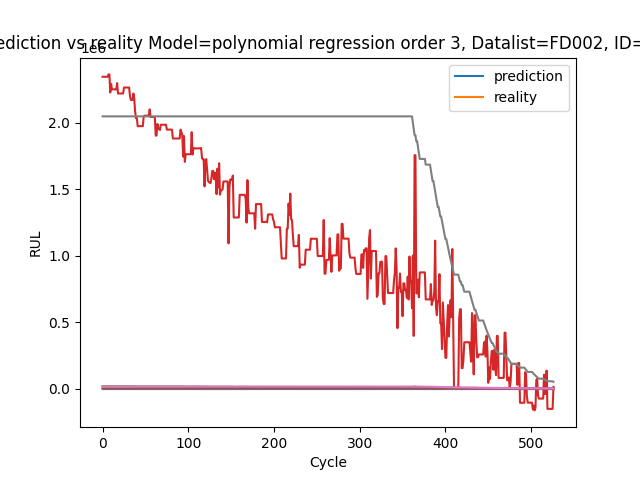 ediction vs reality Model=polynomial regression order 3, Datalist=FD002, ID=
1e6
prediction
reality
2.0
1.5
1.0
0.5
0.0
RUL
0 100 200 300 400 500
Cycle